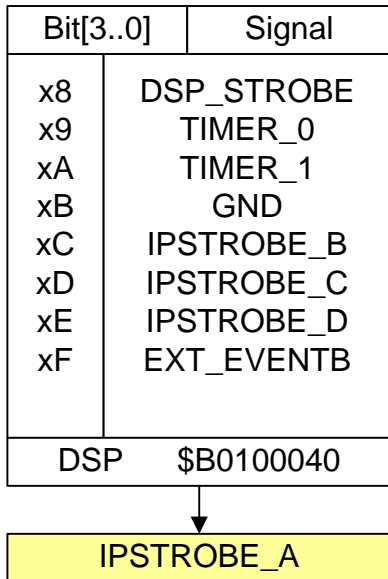 Bit[3..0] Signal
x8 DSP_STROBE
x9 TIMER_0
xA TIMER_1
xB GND
xC IPSTROBE_B
xD IPSTROBE_C
xE IPSTROBE_D
xF EXT_EVENTB
DSP $B0100040
IPSTROBE_A